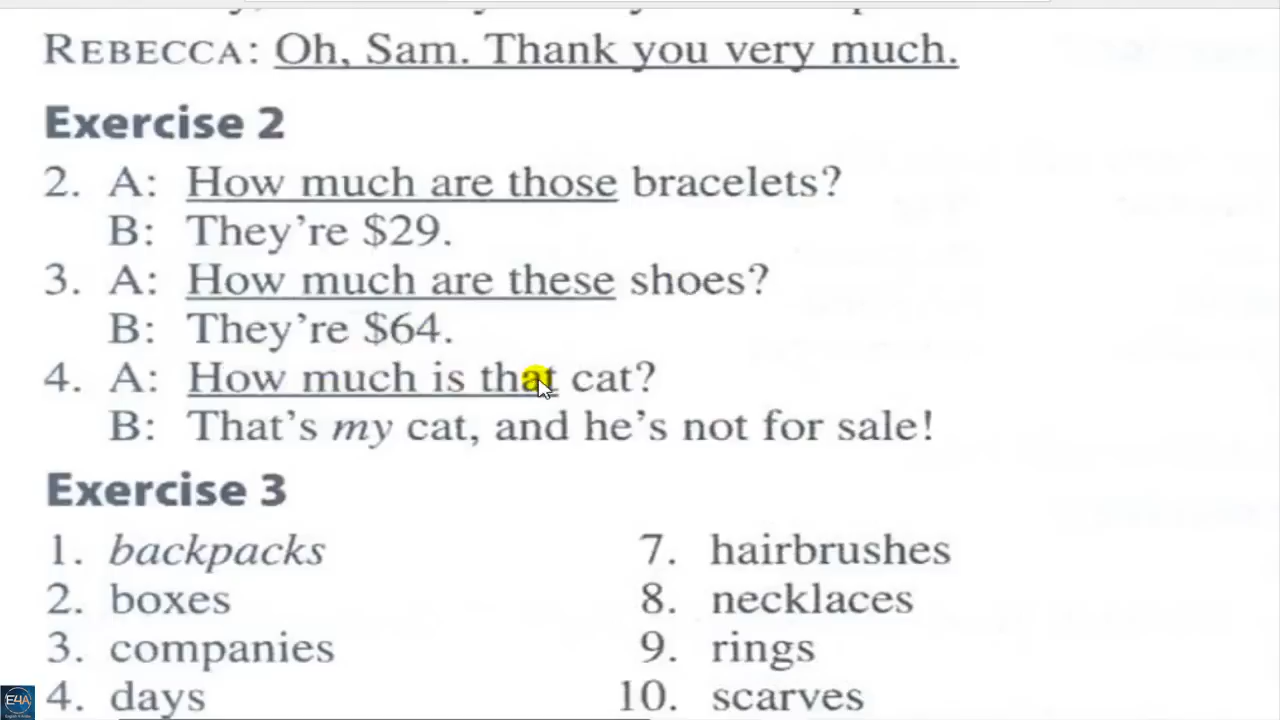 REBECCA: Oh, Sam. Thank you very much.
Exercise 2
2. A: How much are those bracelets?
B: They're $29.
3. A: How much are these shoes?
B: They're $64.
4. A: How much is that cat?
B: That's my cat, and he's not for sale!
Exercise 3
1. backpacks
2. boxes
3. companies
4. days
7. hairbrushes
8. necklaces
9. rings
10. scarves
E4A